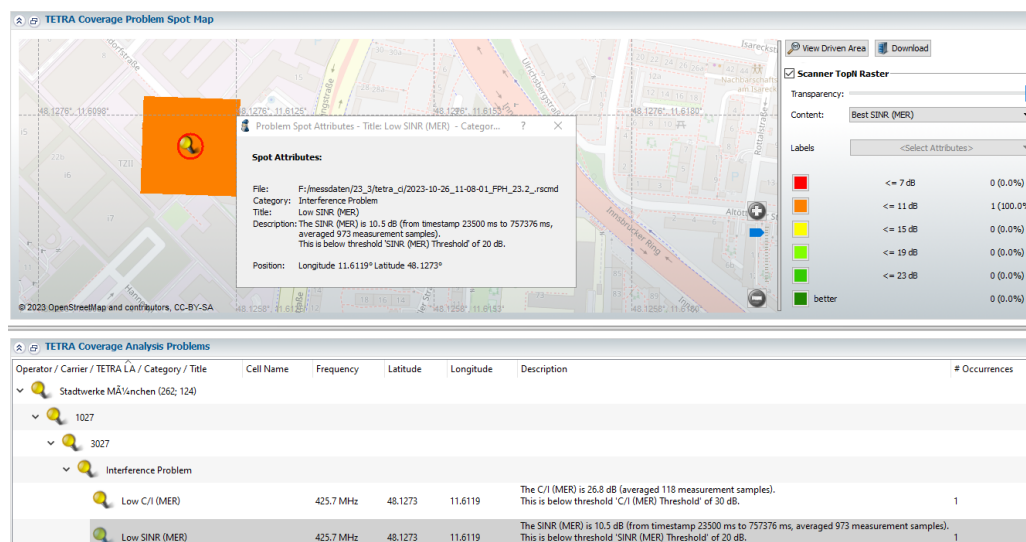 TETRA Coverage Problem Spot Map
View Driven Area
Download
Scanner TopN Raster
Transparency:
Content:
Best SINR (MER)
Labels
<Select Attributes>
<= 7 dB
0 (0.0%)
<= 11 dB
1 (100.0%
<= 15 dB
0 (0.0%)
<= 19 dB
0 (0.0%)
<= 23 dB
0 (0.0%)
better
0 (0.0%)
48.1276°, 11.6098°
48.1276°, 11.6125°
48.1276°, 11.6153°
48.1276°, 11.6180°
Innsbrucker Ring
TZII
Problem Spot Attributes - Title: Low SINR (MER) - Categor...
? ×
Spot Attributes:
File: F:/messdaten/23_3/tetra_ci/2023-10-26_11-08-01_FPH_23.2_.rscmd
Category: Interference Problem
Title: Low SINR (MER)
Description: The SINR (MER) is 10.5 dB (from timestamp 23500 ms to 757376 ms,
averaged 973 measurement samples).
This is below threshold 'SINR (MER) Threshold' of 20 dB.
Position: Longitude 11.6119° Latitude 48.1273°
© 2023 OpenStreetMap and contributors, CC-BY-SA
TETRA Coverage Analysis Problems
Operator / Carrier / TETRA LA / Category / Title Cell Name Frequency Latitude Longitude Description # Occurrences
Stadtwerke MÃ¼nchen (262; 124)
1027
3027
Interference Problem
The C/I (MER) is 26.8 dB (averaged 118 measurement samples).
Low C/I (MER) 425.7 MHz 48.1273 11.6119 This is below threshold 'C/I (MER) Threshold' of 30 dB. 1
The SINR (MER) is 10.5 dB (from timestamp 23500 ms to 757376 ms, averaged 973 measurement samples).
Low SINR (MER) 425.7 MHz 48.1273 11.6119 This is below threshold 'SINR (MER) Threshold' of 20 dB. 1